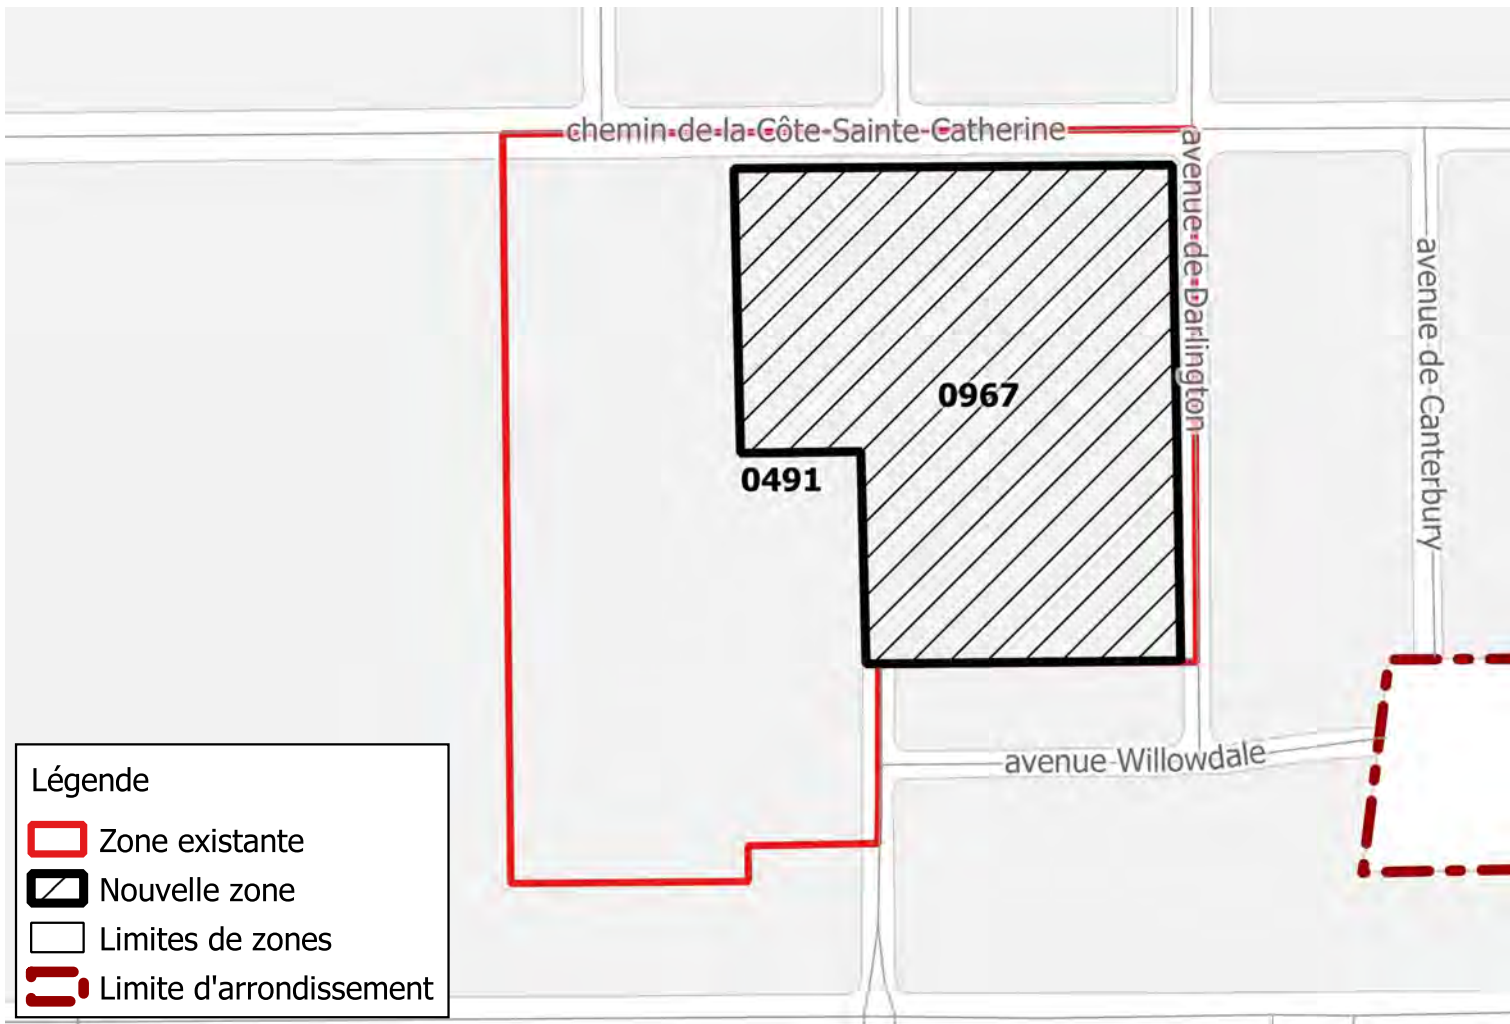 chemin de la Côte-Sainte-Catherine
avenue de Darlington
avenue de Canterbury
0967
0491
avenue Willowdale
Légende
Zone existante
Nouvelle zone
Limites de zones
Limite d'arrondissement